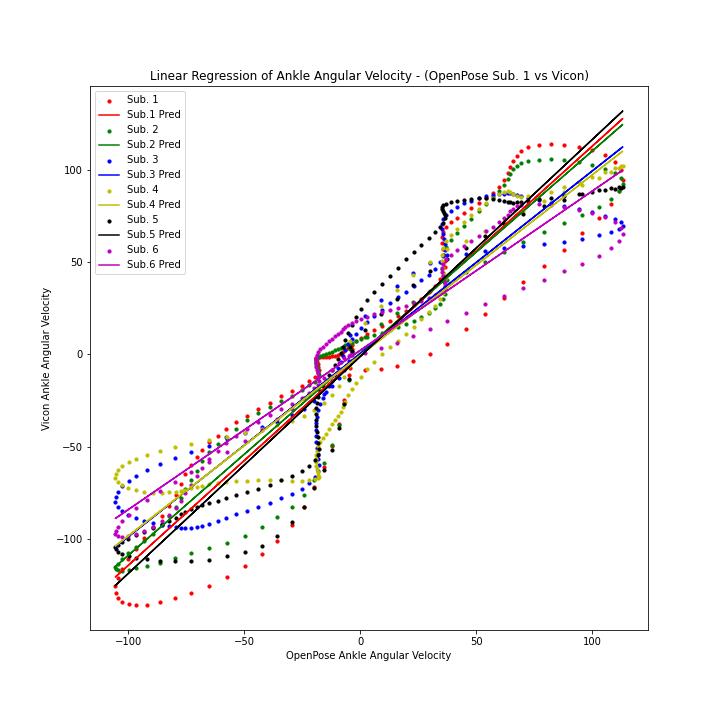 Linear Regression of Ankle Angular Velocity - (OpenPose Sub. 1 vs Vicon)
Sub. 1
Sub.1 Pred
Sub. 2
Sub.2 Pred
Sub. 3
Sub.3 Pred
Sub. 4
Sub.4 Pred
Sub. 5
Sub.5 Pred
Sub. 6
Sub.6 Pred
Vicon Ankle Angular Velocity
100
50
0
−50
−100
−100 −50 0 50 100
OpenPose Ankle Angular Velocity